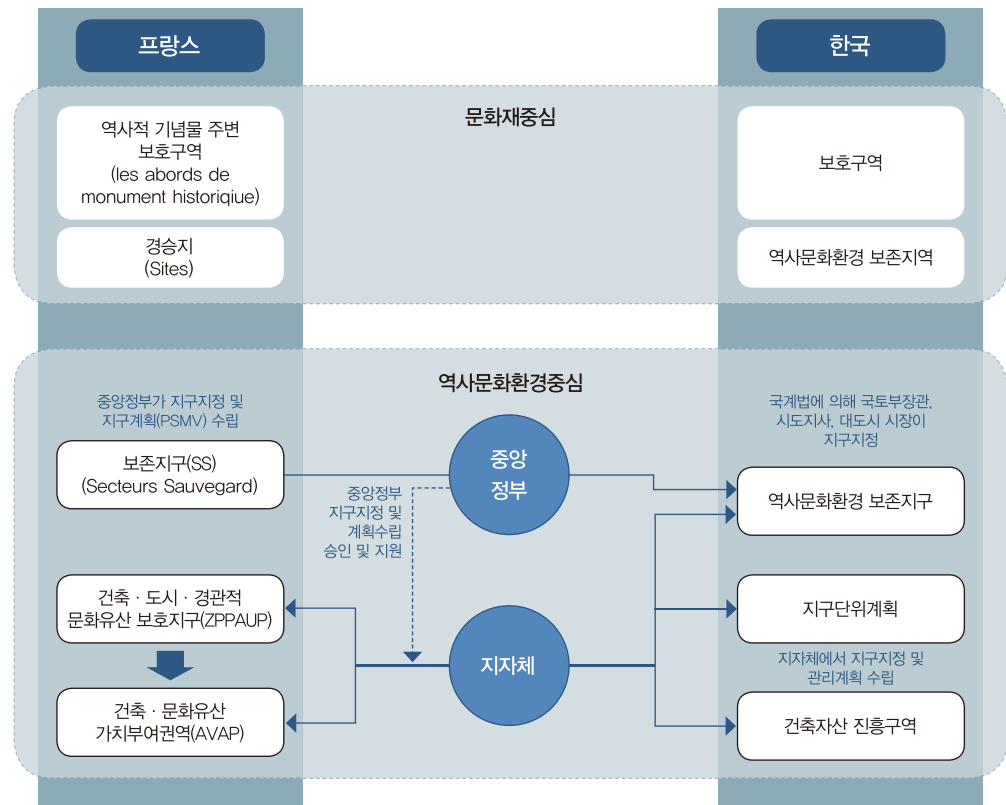 프랑스
한국
문화재중심
역사적 기념물 주변
보호구역
(les abords de
monument historiqiue)
보호구역
경승지
(Sites)
역사문화환경 보존지역
역사문화환경중심
중앙정부가 지구지정 및
지구계획(PSMV) 수립
국계법에 의해 국토부장관,
시도지사, 대도시 시장이
지구지정
보존지구(SS)
(Secteurs Sauvegard)
중앙
정부
역사문화환경 보존지구
중앙정부
지구지정 및
계획수립
승인 및 지원
건축 · 도시 · 경관적
문화유산 보호지구(ZPPAUP)
지구단위계획
지자체
지자체에서 지구지정 및
관리계획 수립
건축 · 문화유산
가치부여권역(AVAP)
건축자산 진흥구역